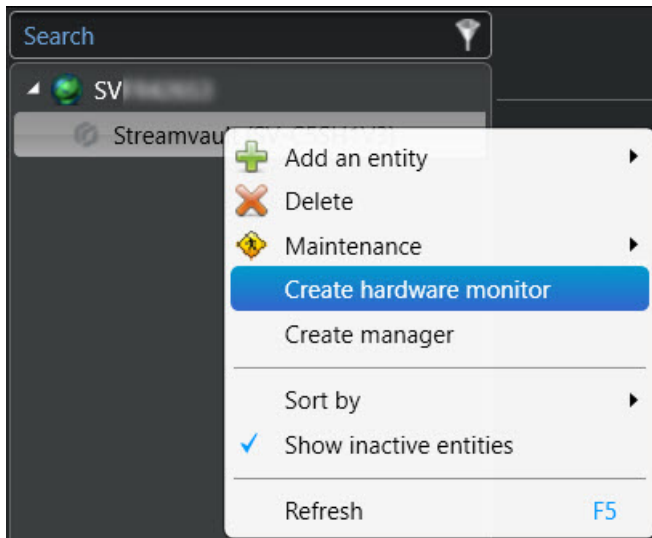 Search
SV
Streamvau
Add an entity
Delete
Maintenance
Create hardware monitor
Create manager
Sort by
Show inactive entities
Refresh F5